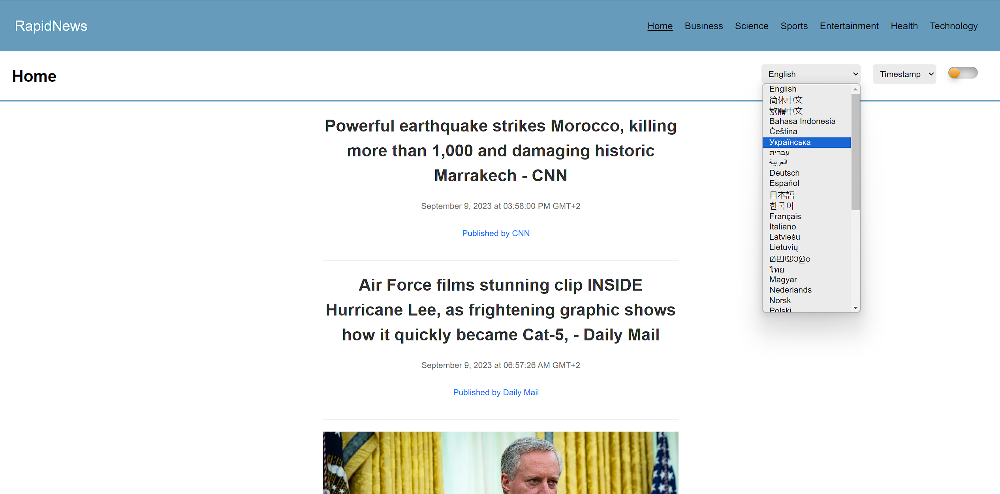 RapidNews
Home Business Science Sports Entertainment Health Technology
Home
English
Timestamp
English
简体中文
繁體中文
Bahasa Indonesia
Čeština
Українська
עברית
العربية
Deutsch
Español
日本語
한국어
Français
Italiano
Latviešu
Lietuvių
മലയാളം
ไทย
Magyar
Nederlands
Norsk
Polski
Powerful earthquake strikes Morocco, killing
more than 1,000 and damaging historic
Marrakech - CNN
September 9, 2023 at 03:58:00 PM GMT+2
Published by CNN
Air Force films stunning clip INSIDE
Hurricane Lee, as frightening graphic shows
how it quickly became Cat-5, - Daily Mail
September 9, 2023 at 06:57:26 AM GMT+2
Published by Daily Mail